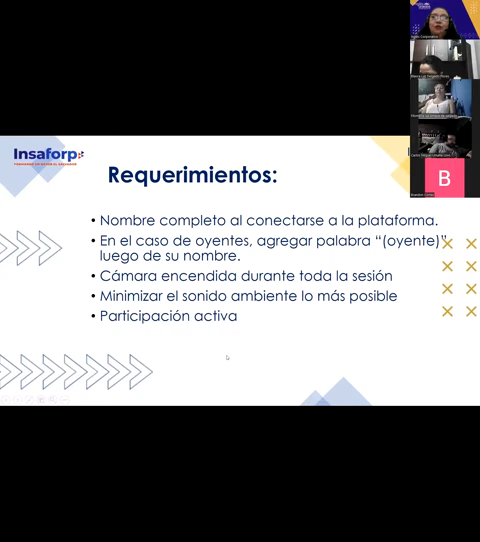 Insaforp
Requerimientos:
• Nombre completo al conectarse a la plataforma.
• En el caso de oyentes, agregar palabra “(oyente)”
luego de su nombre.
• Cámara encendida durante toda la sesión
• Minimizar el sonido ambiente lo más posible
• Participación activa
B